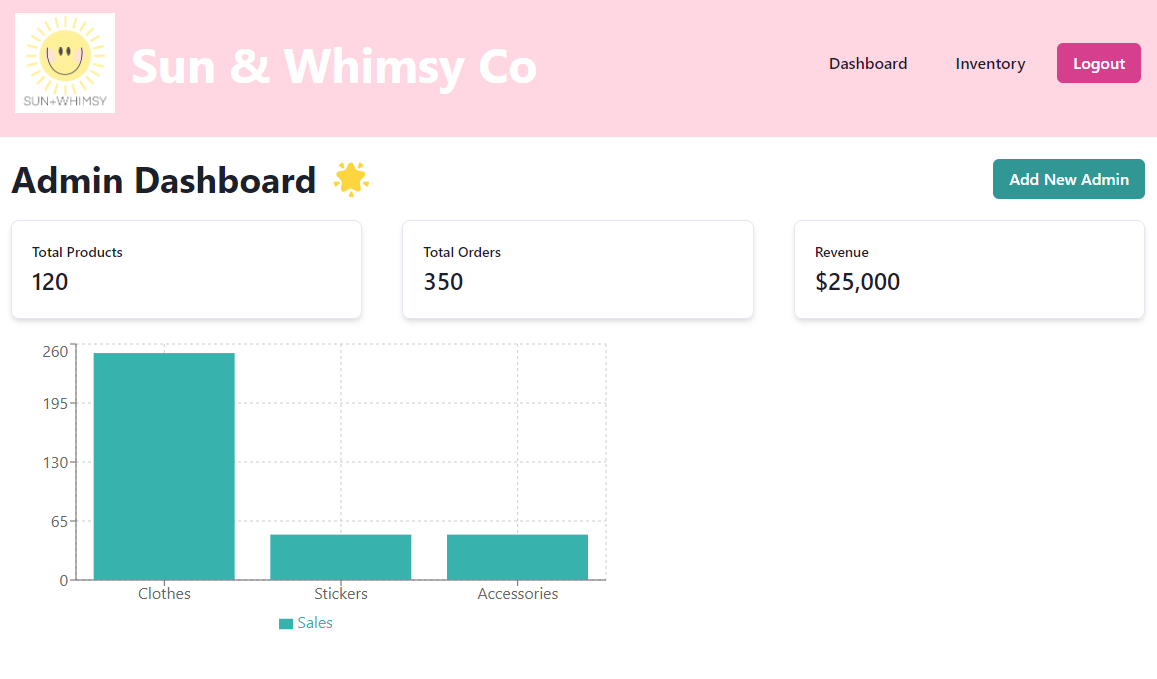 SUN+WHIMSY
Sun & Whimsy Co
Dashboard
Inventory
Logout
Admin Dashboard
Add New Admin
Total Products
120
Total Orders
350
Revenue
$25,000
260
195
130
65
0
Clothes
Stickers
Accessories
Sales